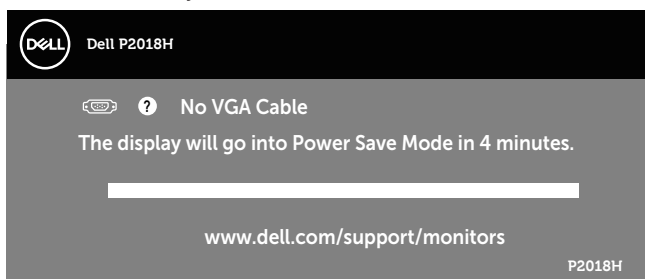 DELL
Dell P2018H
? No VGA Cable
The display will go into Power Save Mode in 4 minutes.
www.dell.com/support/monitors
P2018H